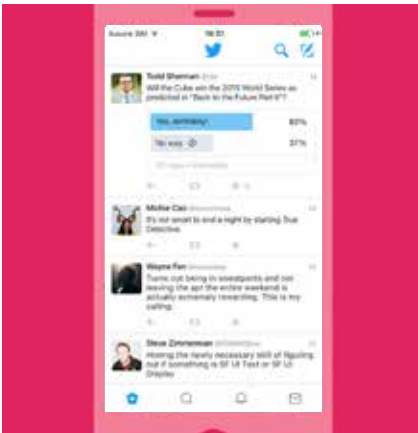 Todd Sherman
Will the Cubs win the 2015 World Series as
predicted in "Back to the Future Part II"?
Yes, definitely!
63%
No way
37%
Michie Cao
It's not smart to end a night by starting True
Detective.
Wayne Fan
Turns out being in sweatpants and not
leaving the apt the entire weekend is
actually extremely rewarding. This is my
calling.
Steve Zimmerman
Honing the newly necessary skill of figuring
out if something is SF UI Text or SF UI
Display